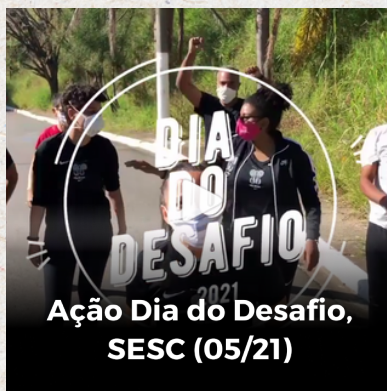 DIA
DO
DESAFIO
2021
Ação Dia do Desafio,
SESC (05/21)